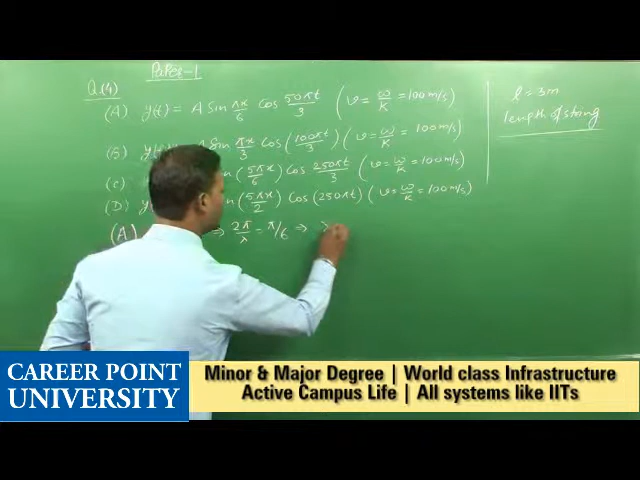 Paper-1
Q.(4)
(A) y(t) = A Sin πx/6 Cos 50πt/3 (v = ω/K = 100 m/s)
(B) Sin πx/3 Cos (100πt/3) (v = ω/K = 100 m/s)
(C) 5πx/6 Cos 250πt/3 (v = ω/K = 100 m/s)
(D) 5πx/2 Cos (250πt) (v = ω/K = 100 m/s)
(A) ⇒ 2π/λ = π/6 ⇒ λ
l = 3m
length of string
CAREER POINT
UNIVERSITY
Minor & Major Degree | World class Infrastructure
Active Campus Life | All systems like IITs